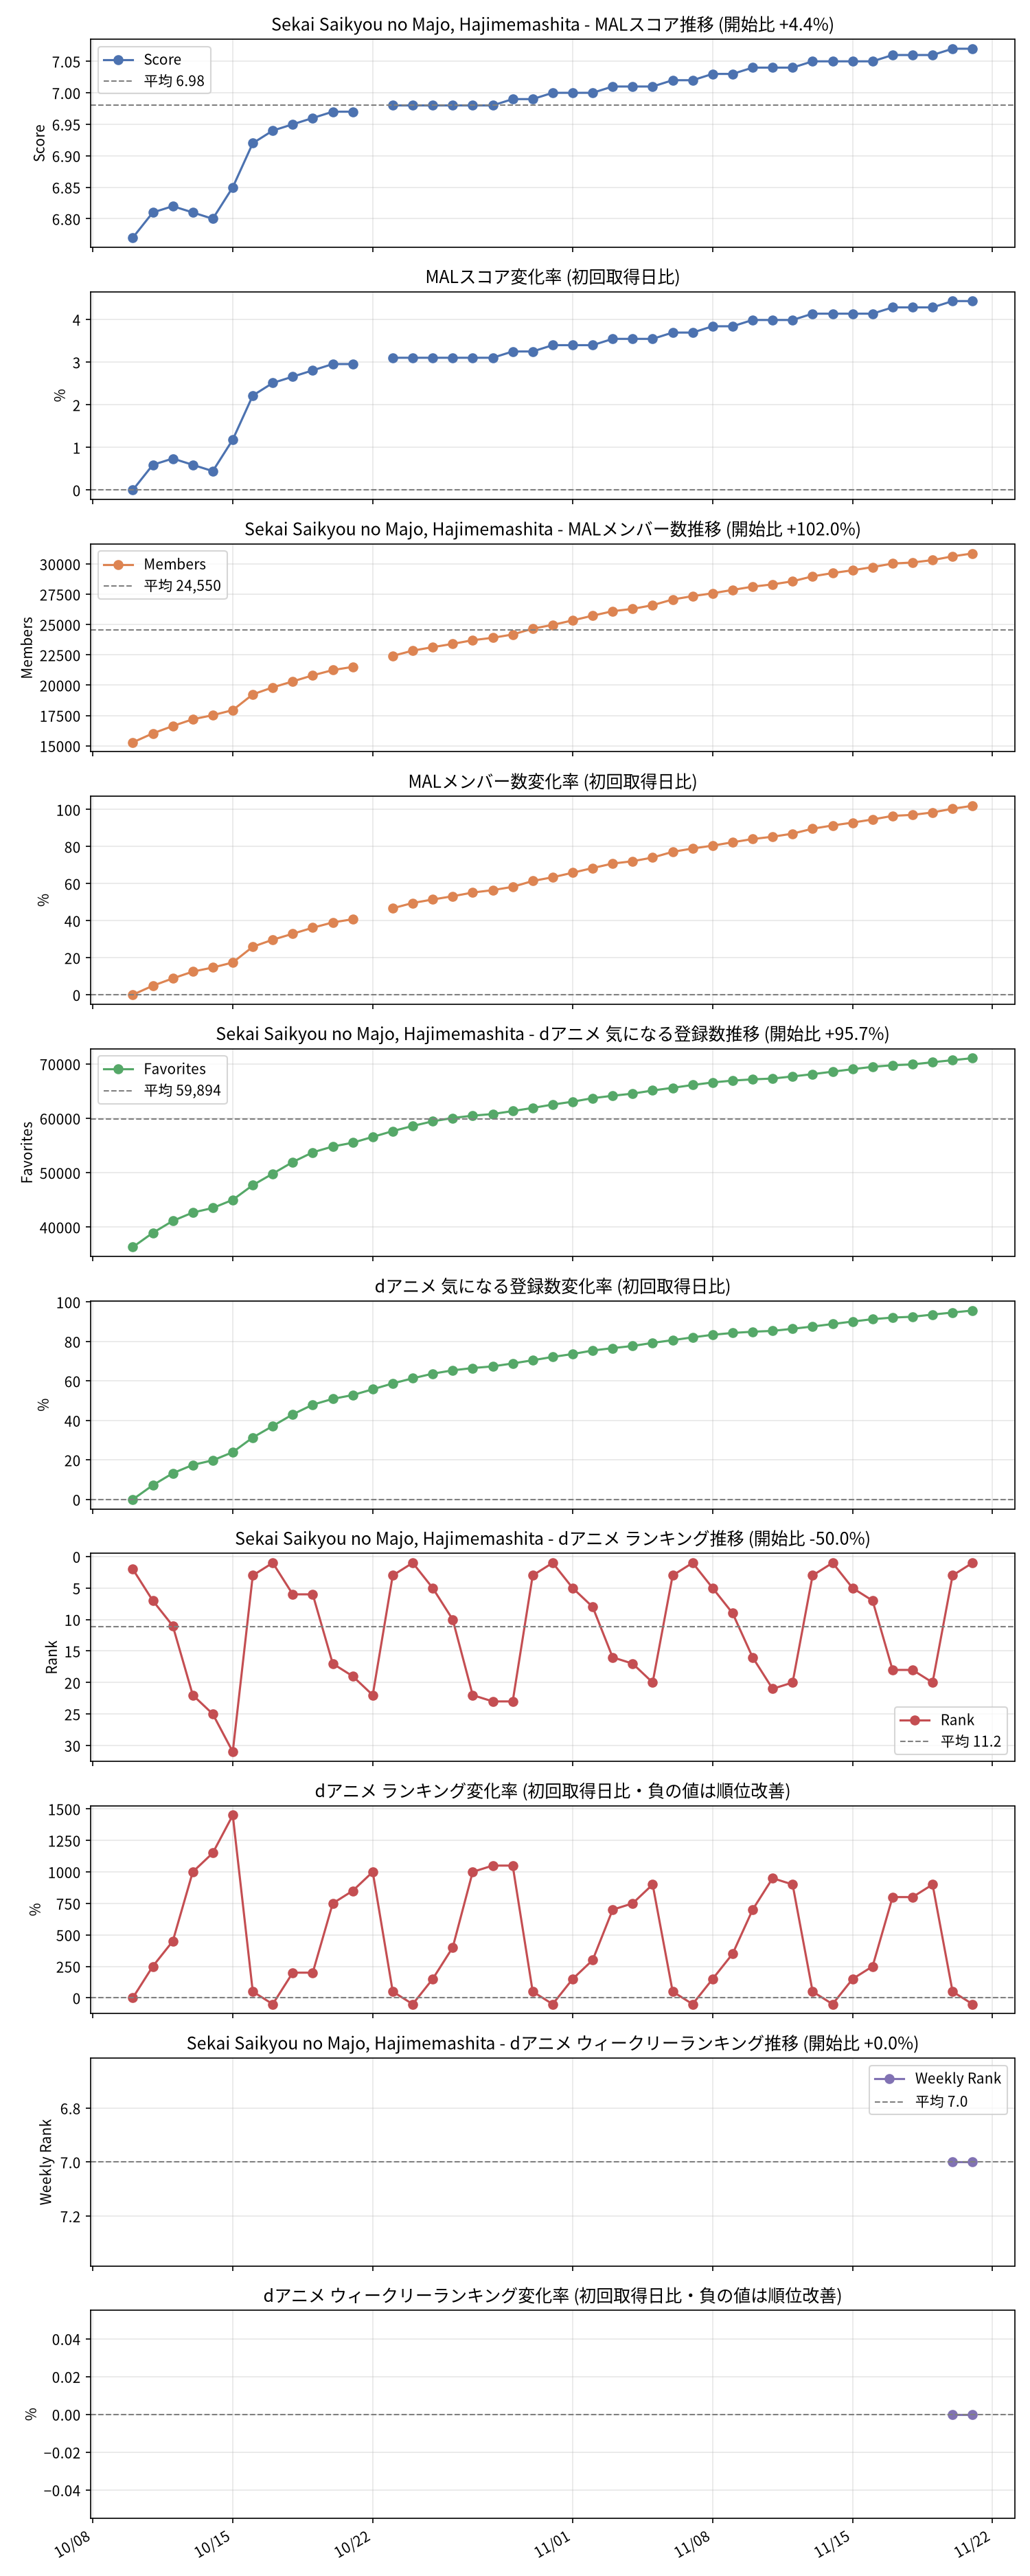 Sekai Saikyou no Majo, Hajimemashita - MALスコア推移 (開始比 +4.4%)
Score
平均 6.98
Score
7.05
7.00
6.95
6.90
6.85
6.80
MALスコア変化率 (初回取得日比)
%
4
3
2
1
0
Sekai Saikyou no Majo, Hajimemashita - MALメンバー数推移 (開始比 +102.0%)
Members
平均 24,550
Members
30000
27500
25000
22500
20000
17500
15000
MALメンバー数変化率 (初回取得日比)
%
100
80
60
40
20
0
Sekai Saikyou no Majo, Hajimemashita - dアニメ 気になる登録数推移 (開始比 +95.7%)
Favorites
平均 59,894
Favorites
70000
60000
50000
40000
dアニメ 気になる登録数変化率 (初回取得日比)
%
100
80
60
40
20
0
Sekai Saikyou no Majo, Hajimemashita - dアニメ ランキング推移 (開始比 -50.0%)
Rank
0
5
10
15
20
25
30
Rank
平均 11.2
dアニメ ランキング変化率 (初回取得日比・負の値は順位改善)
%
1500
1250
1000
750
500
250
0
Sekai Saikyou no Majo, Hajimemashita - dアニメ ウィークリーランキング推移 (開始比 +0.0%)
Weekly Rank
平均 7.0
Weekly Rank
6.8
7.0
7.2
dアニメ ウィークリーランキング変化率 (初回取得日比・負の値は順位改善)
%
0.04
0.02
0.00
−0.02
−0.04
10/08
10/15
10/22
11/01
11/08
11/15
11/22